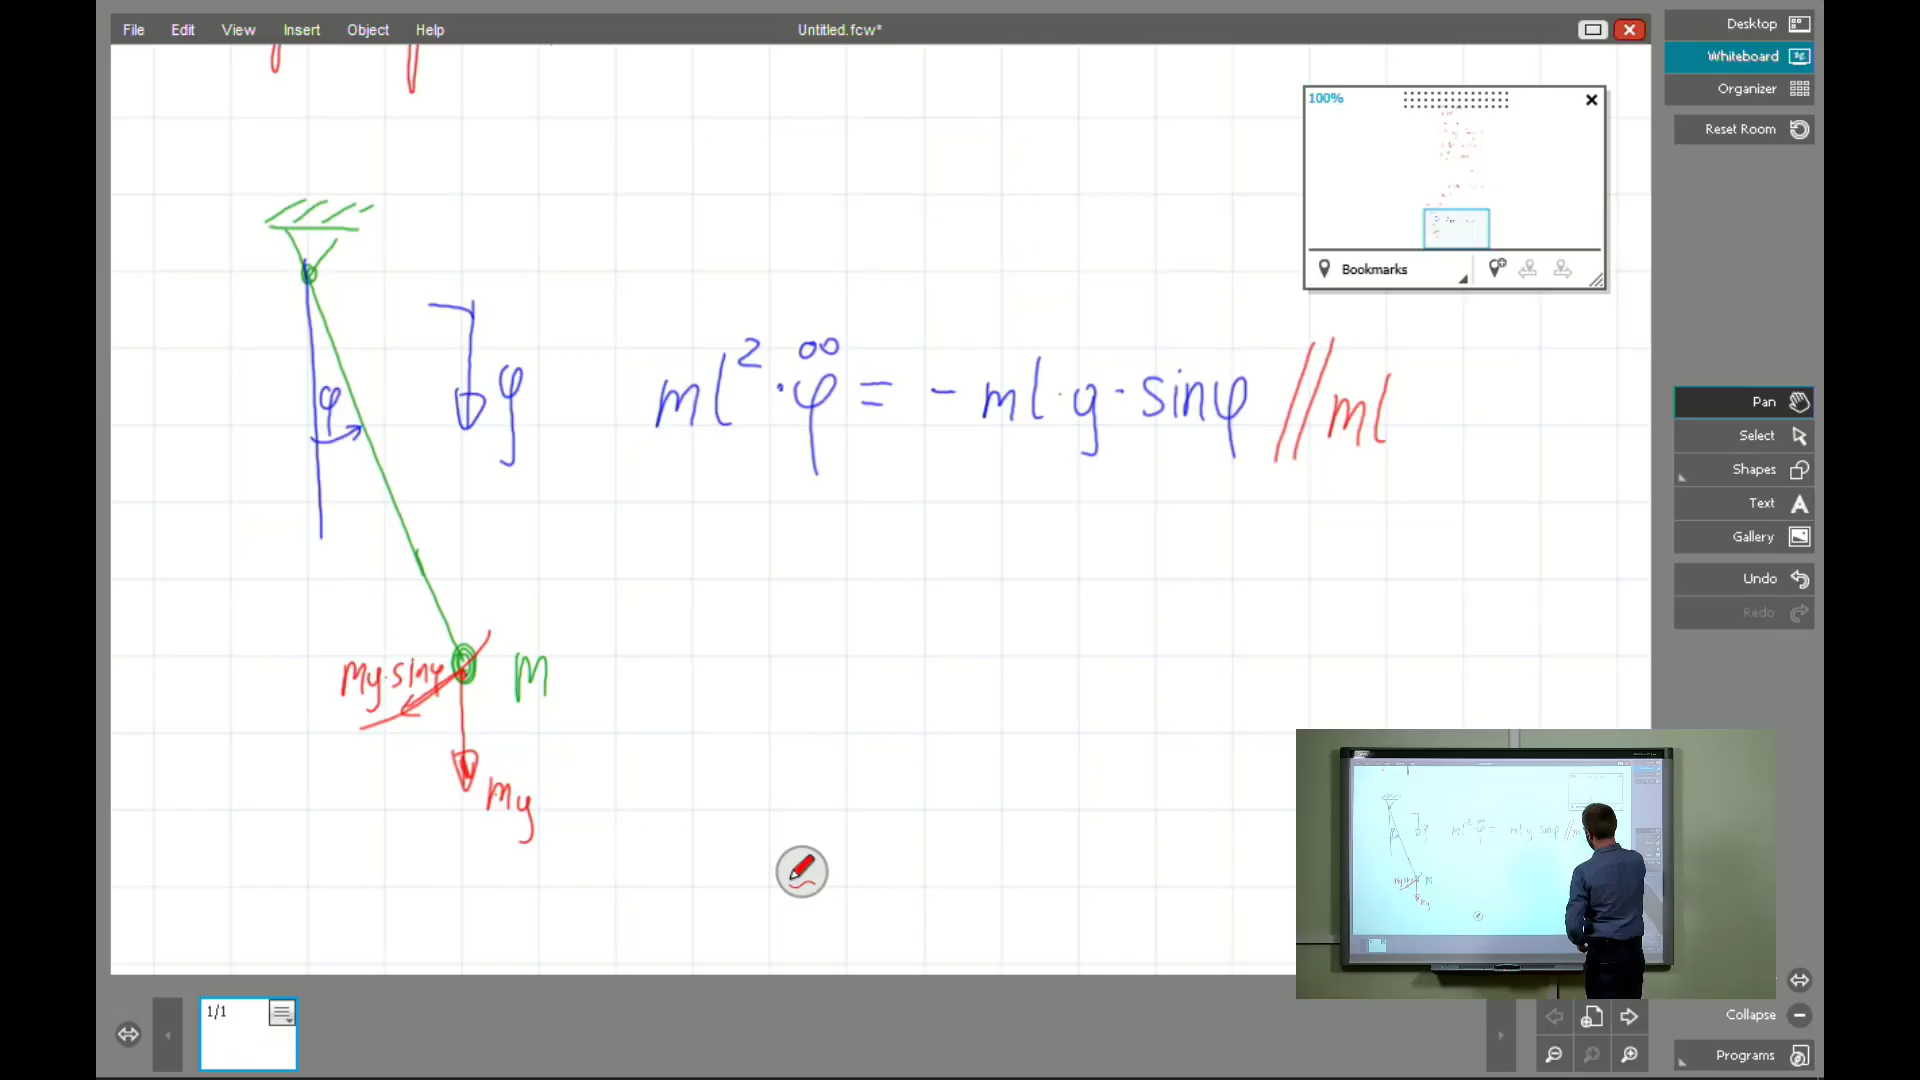 File Edit View Insert Object Help
Untitled.fcw*
Desktop
Whiteboard
Organizer
Reset Room
100%
Bookmarks
φ
g
ml² · φ̈ = - ml · g · sinφ // ml
mg·sinφ
m
mg
Pan
Select
Shapes
Text
Gallery
Undo
Redo
1/1
Collapse
Programs